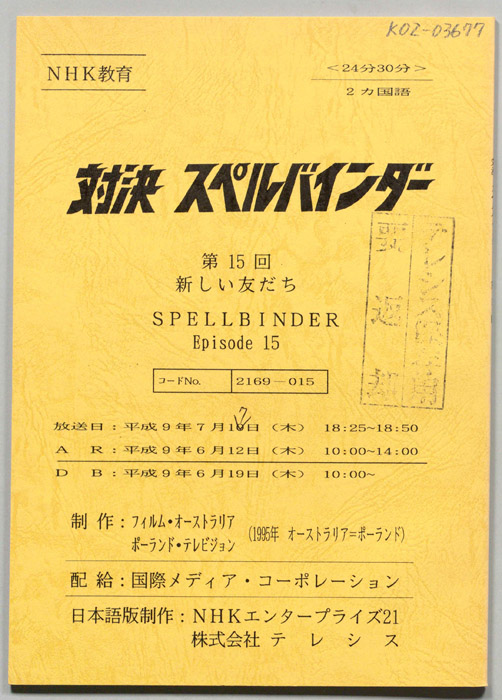 KOZ-03677
NHK教育
<24分30分>
2カ国語
対決 スペルバインダー
第15回
新しい友だち
SPELLBINDER
Episode 15
コードNo. 2169-015
放送日:平成9年7月10日(木) 18:25~18:50
A R:平成9年6月12日(木) 10:00~14:00
D B:平成9年6月19日(木) 10:00~
制作:フィルム・オーストラリア
ポーランド・テレビジョン (1995年 オーストラリア=ポーランド)
配給:国際メディア・コーポレーション
日本語版制作:NHKエンタープライズ21
株式会社 テレシス